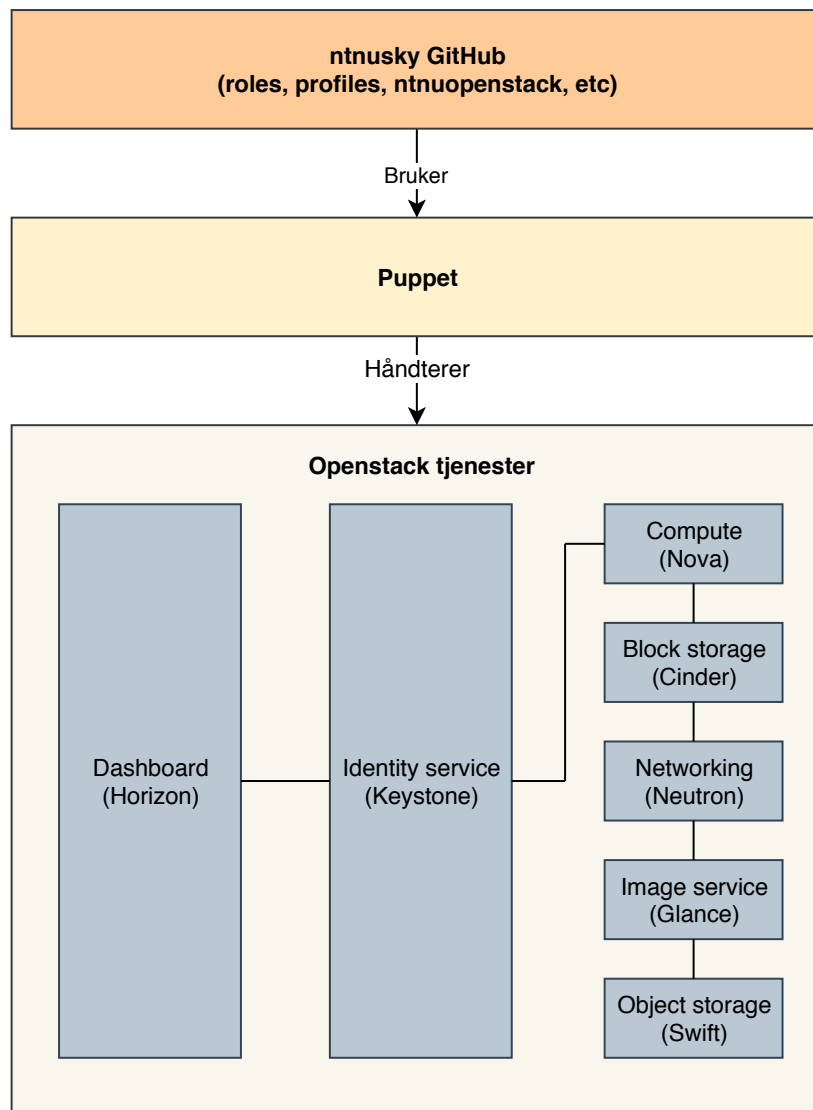 ntnusky GitHub
(roles, profiles, ntnuopenstack, etc)
Bruker
Puppet
Håndterer
Openstack tjenester
Dashboard
(Horizon)
Identity service
(Keystone)
Compute
(Nova)
Block storage
(Cinder)
Networking
(Neutron)
Image service
(Glance)
Object storage
(Swift)